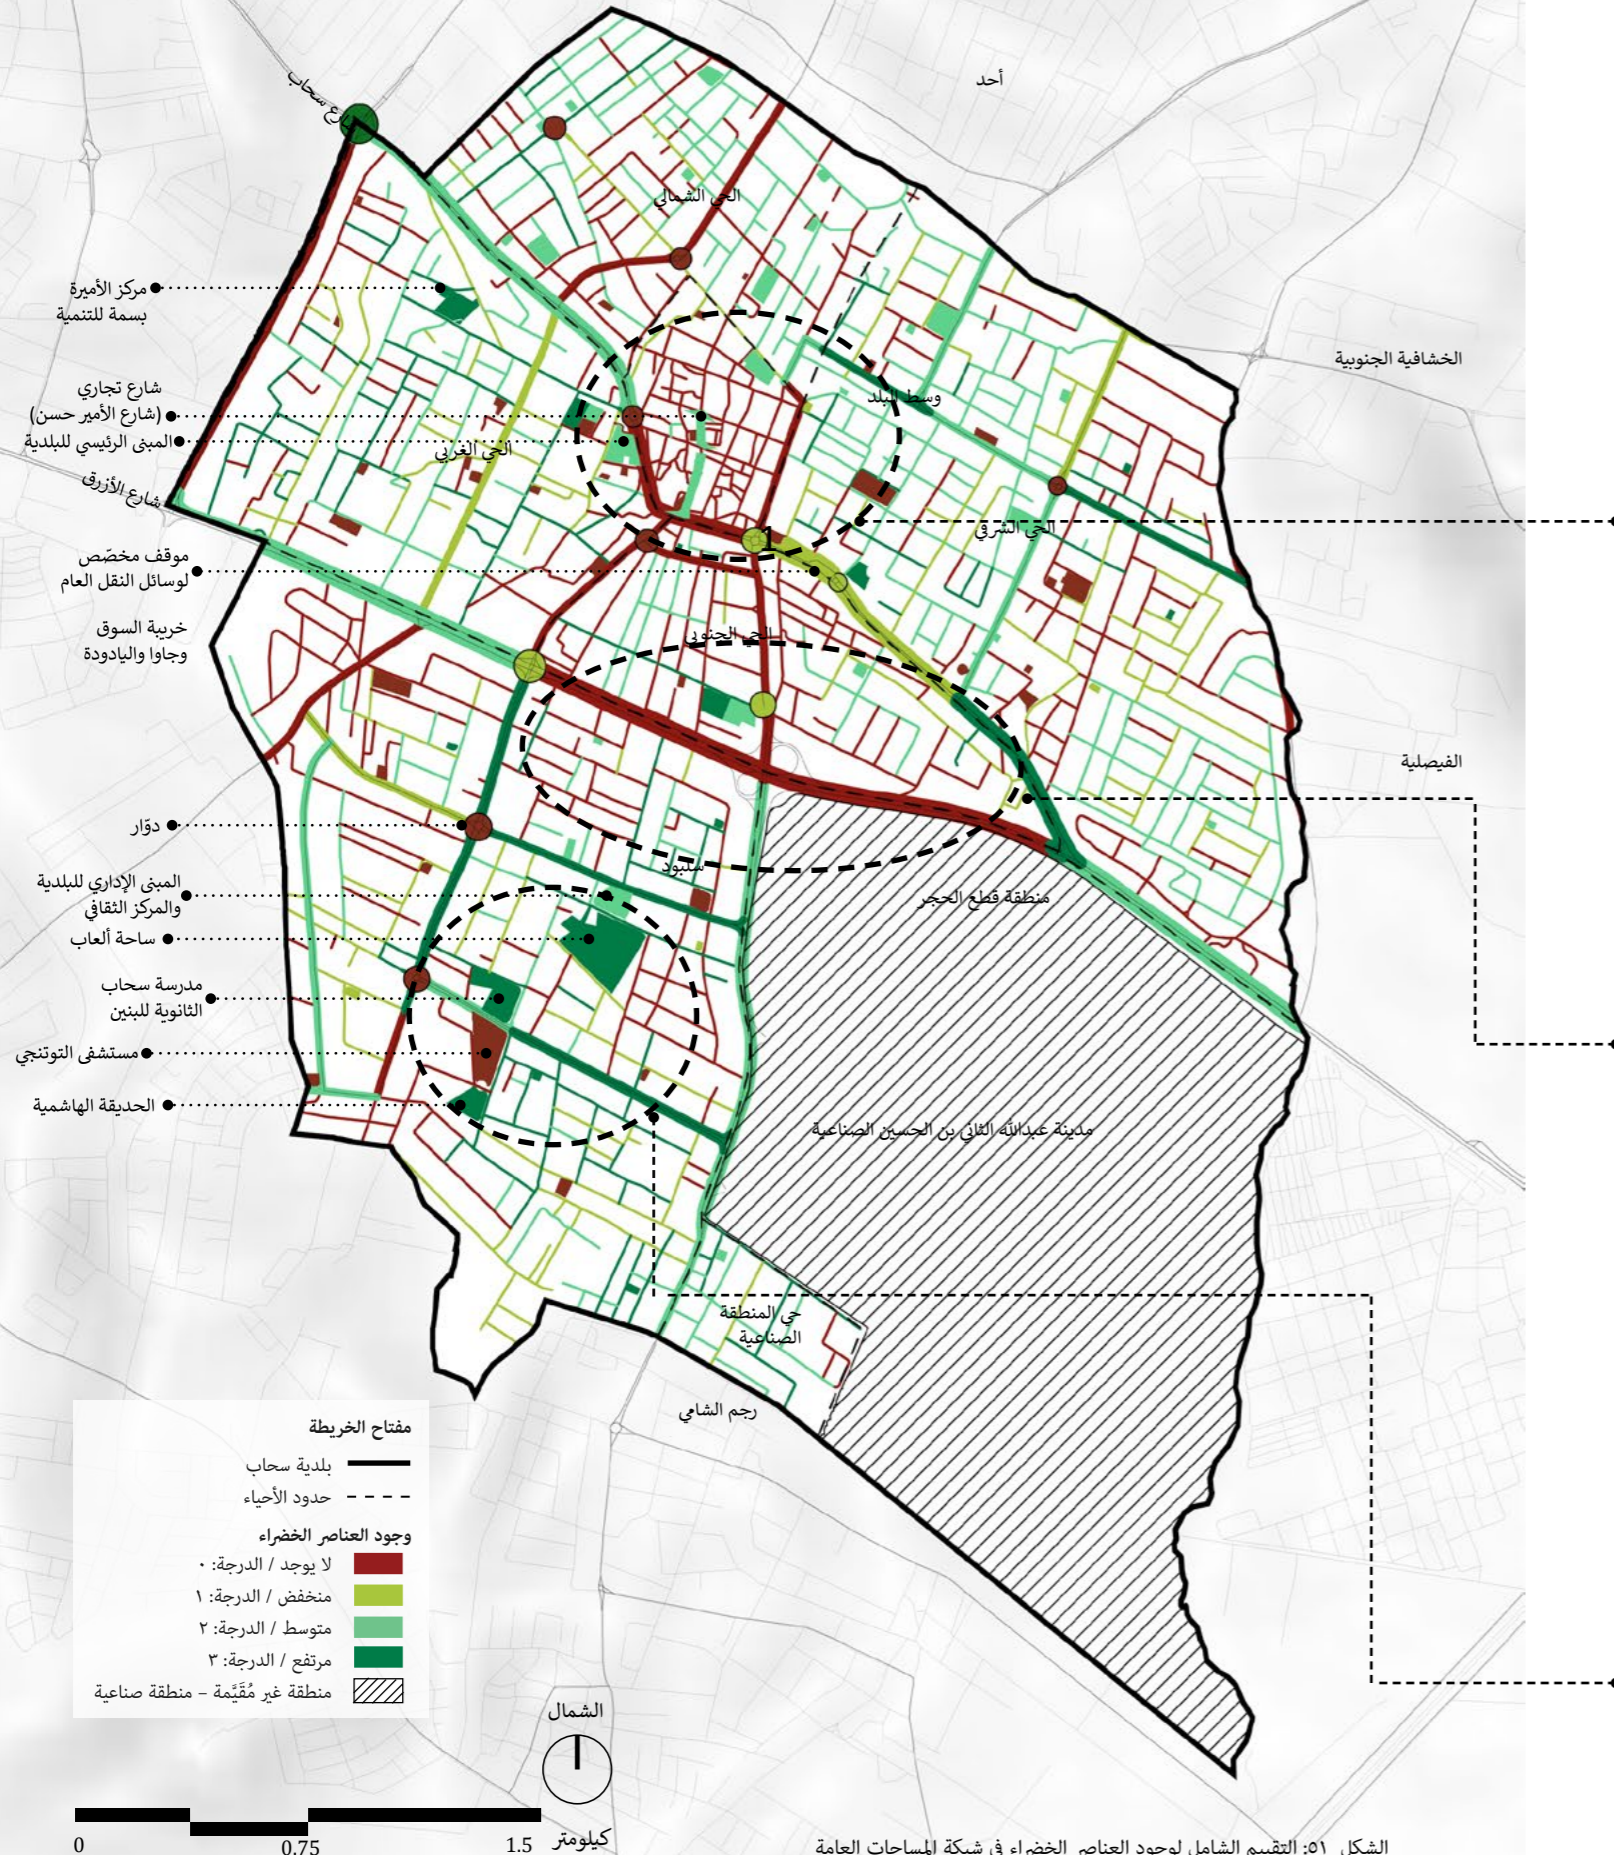 أحد
شارع سحاب
الحي الشمالي
مركز الأميرة
بسمة للتنمية
الخشافية الجنوبية
شارع تجاري
(شارع الأمير حسن)
وسط البلد
المبنى الرئيسي للبلدية
الحي الغربي
شارع الأزرق
الحي الشرقي
1
موقف مخصّص
لوسائل النقل العام
خريبة السوق
وجاوا واليادودة
الحي الجنوبي
الفيصلية
دوّار
سلبود
المبنى الإداري للبلدية
والمركز الثقافي
منطقة قطع الحجر
ساحة ألعاب
مدرسة سحاب
الثانوية للبنين
مستشفى التوتنجي
الحديقة الهاشمية
مدينة عبدالله الثاني بن الحسين الصناعية
حي المنطقة
الصناعية
رجم الشامي
مفتاح الخريطة
بلدية سحاب
حدود الأحياء
وجود العناصر الخضراء
لا يوجد / الدرجة: ٠
منخفض / الدرجة: ١
متوسط / الدرجة: ٢
مرتفع / الدرجة: ٣
منطقة غير مُقَيَّمة – منطقة صناعية
الشمال
0 0.75 1.5 كيلومتر
الشكل ٥١: التقييم الشامل لوجود العناصر الخضراء في شبكة المساحات العامة